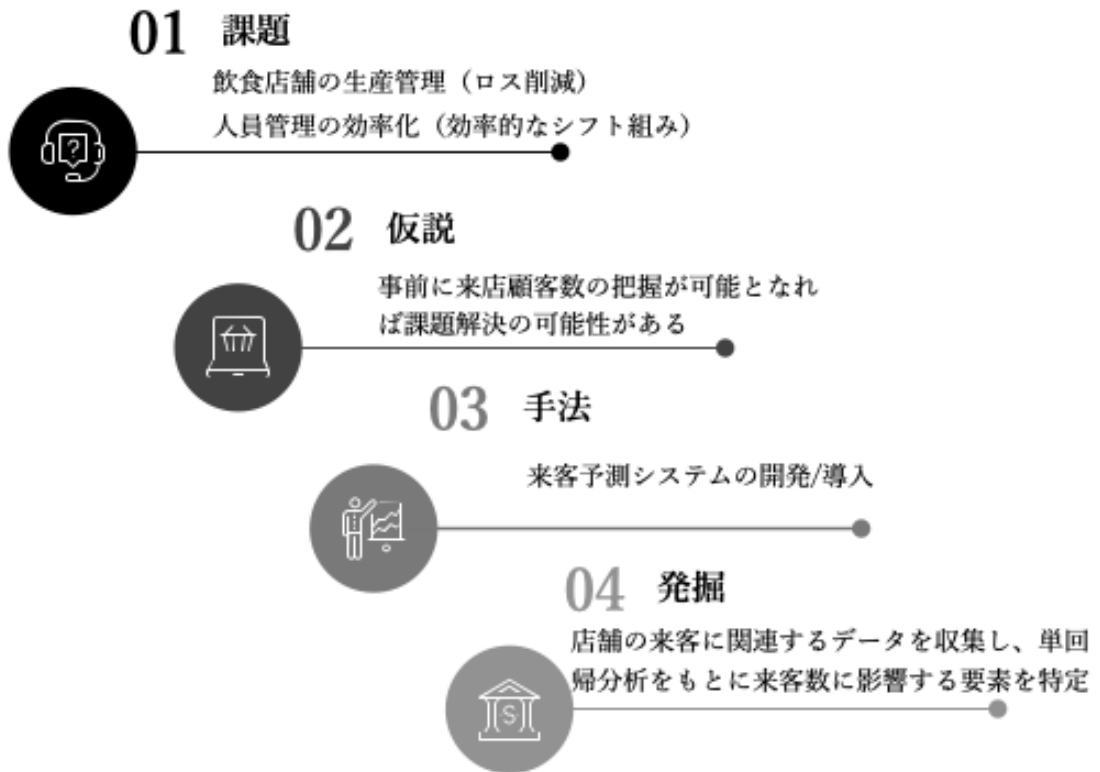 01 課題
飲食店舗の生産管理（ロス削減）
人員管理の効率化（効率的なシフト組み）
?
02 仮説
事前に来店顧客数の把握が可能となれ
ば課題解決の可能性がある
03 手法
来客予測システムの開発/導入
04 発掘
店舗の来客に関連するデータを収集し、単回
帰分析をもとに来客数に影響する要素を特定
S